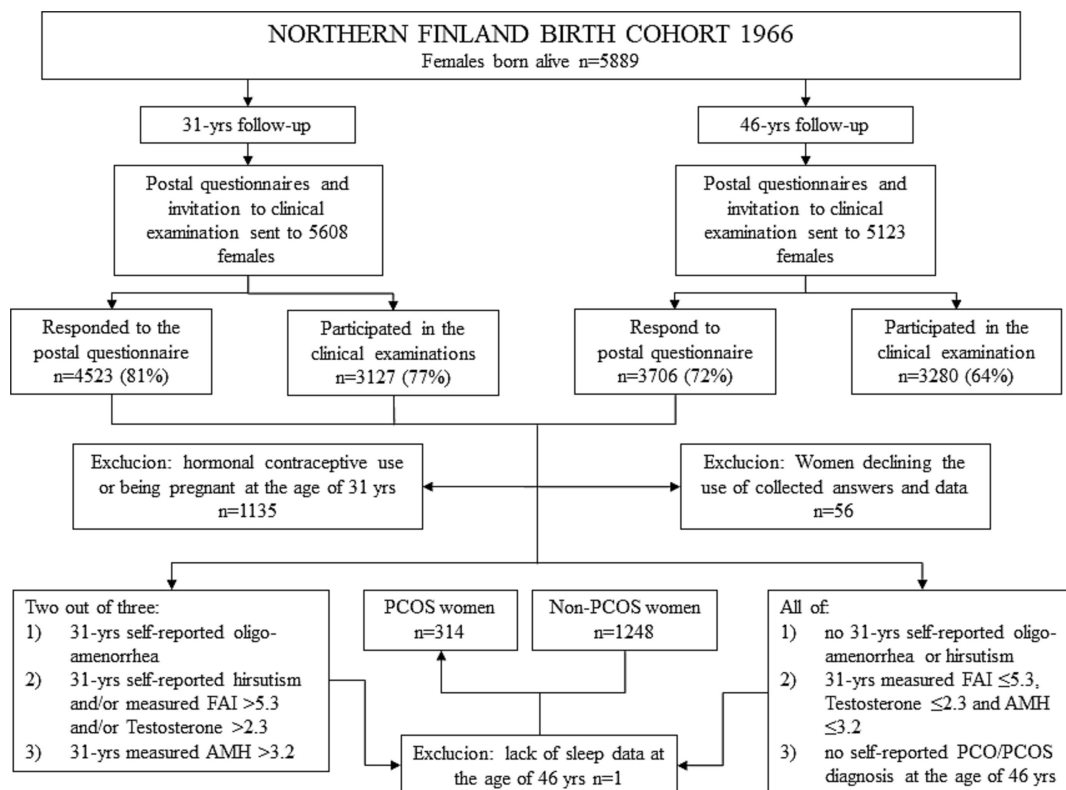 NORTHERN FINLAND BIRTH COHORT 1966
Females born alive n=5889
31-yrs follow-up
46-yrs follow-up
Postal questionnaires and
invitation to clinical
examination sent to 5608
females
Postal questionnaires and
invitation to clinical
examination sent to 5123
females
Responded to the
postal questionnaire
n=4523 (81%)
Participated in the
clinical examinations
n=3127 (77%)
Respond to
postal questionnaire
n=3706 (72%)
Participated in the
clinical examination
n=3280 (64%)
Exclucion: hormonal contraceptive use
or being pregnant at the age of 31 yrs
n=1135
Exclucion: Women declining the
use of collected answers and data
n=56
Two out of three:
1) 31-yrs self-reported oligo-
amenorrhea
2) 31-yrs self-reported hirsutism
and/or measured FAI >5.3
and/or Testosterone >2.3
3) 31-yrs measured AMH >3.2
PCOS women
n=314
Non-PCOS women
n=1248
All of:
1) no 31-yrs self-reported oligo-
amenorrhea or hirsutism
2) 31-yrs measured FAI ≤5.3,
Testosterone ≤2.3 and AMH
≤3.2
3) no self-reported PCO/PCOS
diagnosis at the age of 46 yrs
Exclucion: lack of sleep data at
the age of 46 yrs n=1